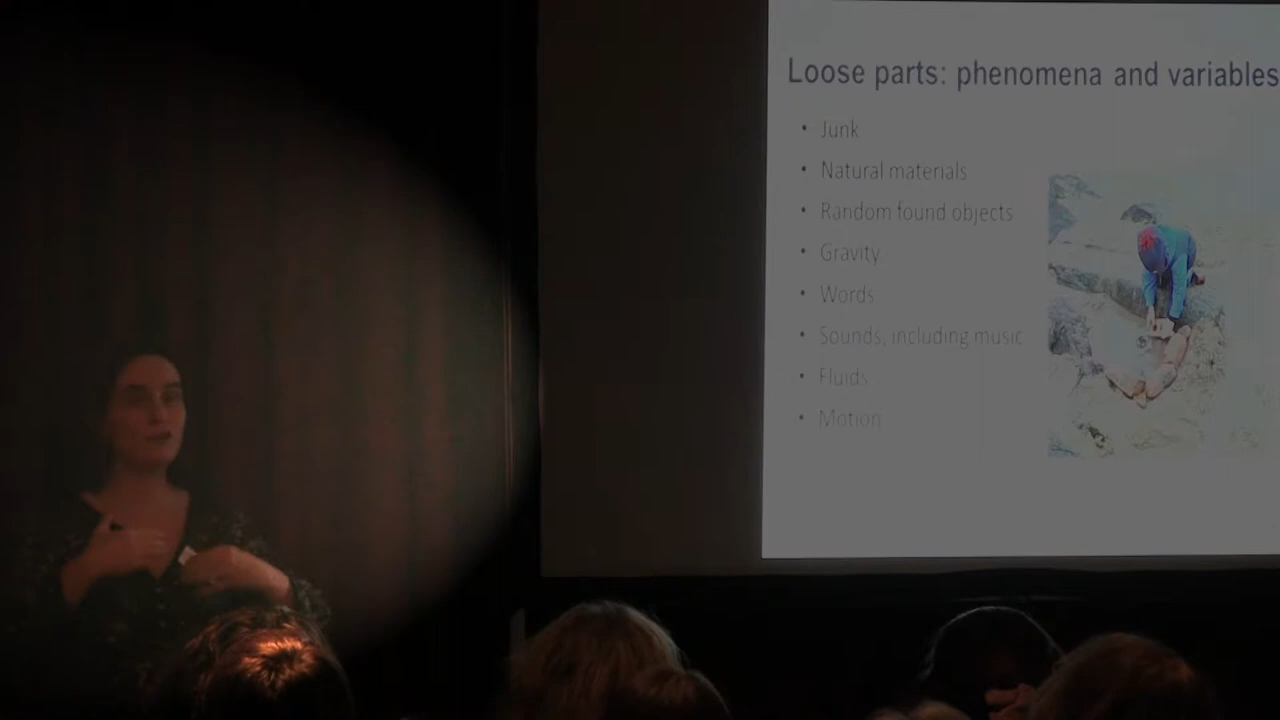 Loose parts: phenomena and variables
• Junk
• Natural materials
• Random found objects
• Gravity
• Words
• Sounds, including music
• Fluids
• Motion